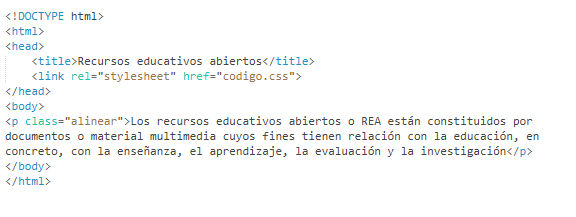 <!DOCTYPE html>
<html>
<head>
    <title>Recursos educativos abiertos</title>
    <link rel="stylesheet" href="codigo.css">
</head>
<body>
<p class="alinear">Los recursos educativos abiertos o REA están constituidos por
documentos o material multimedia cuyos fines tienen relación con la educación, en
concreto, con la enseñanza, el aprendizaje, la evaluación y la investigación</p>
</body>
</html>